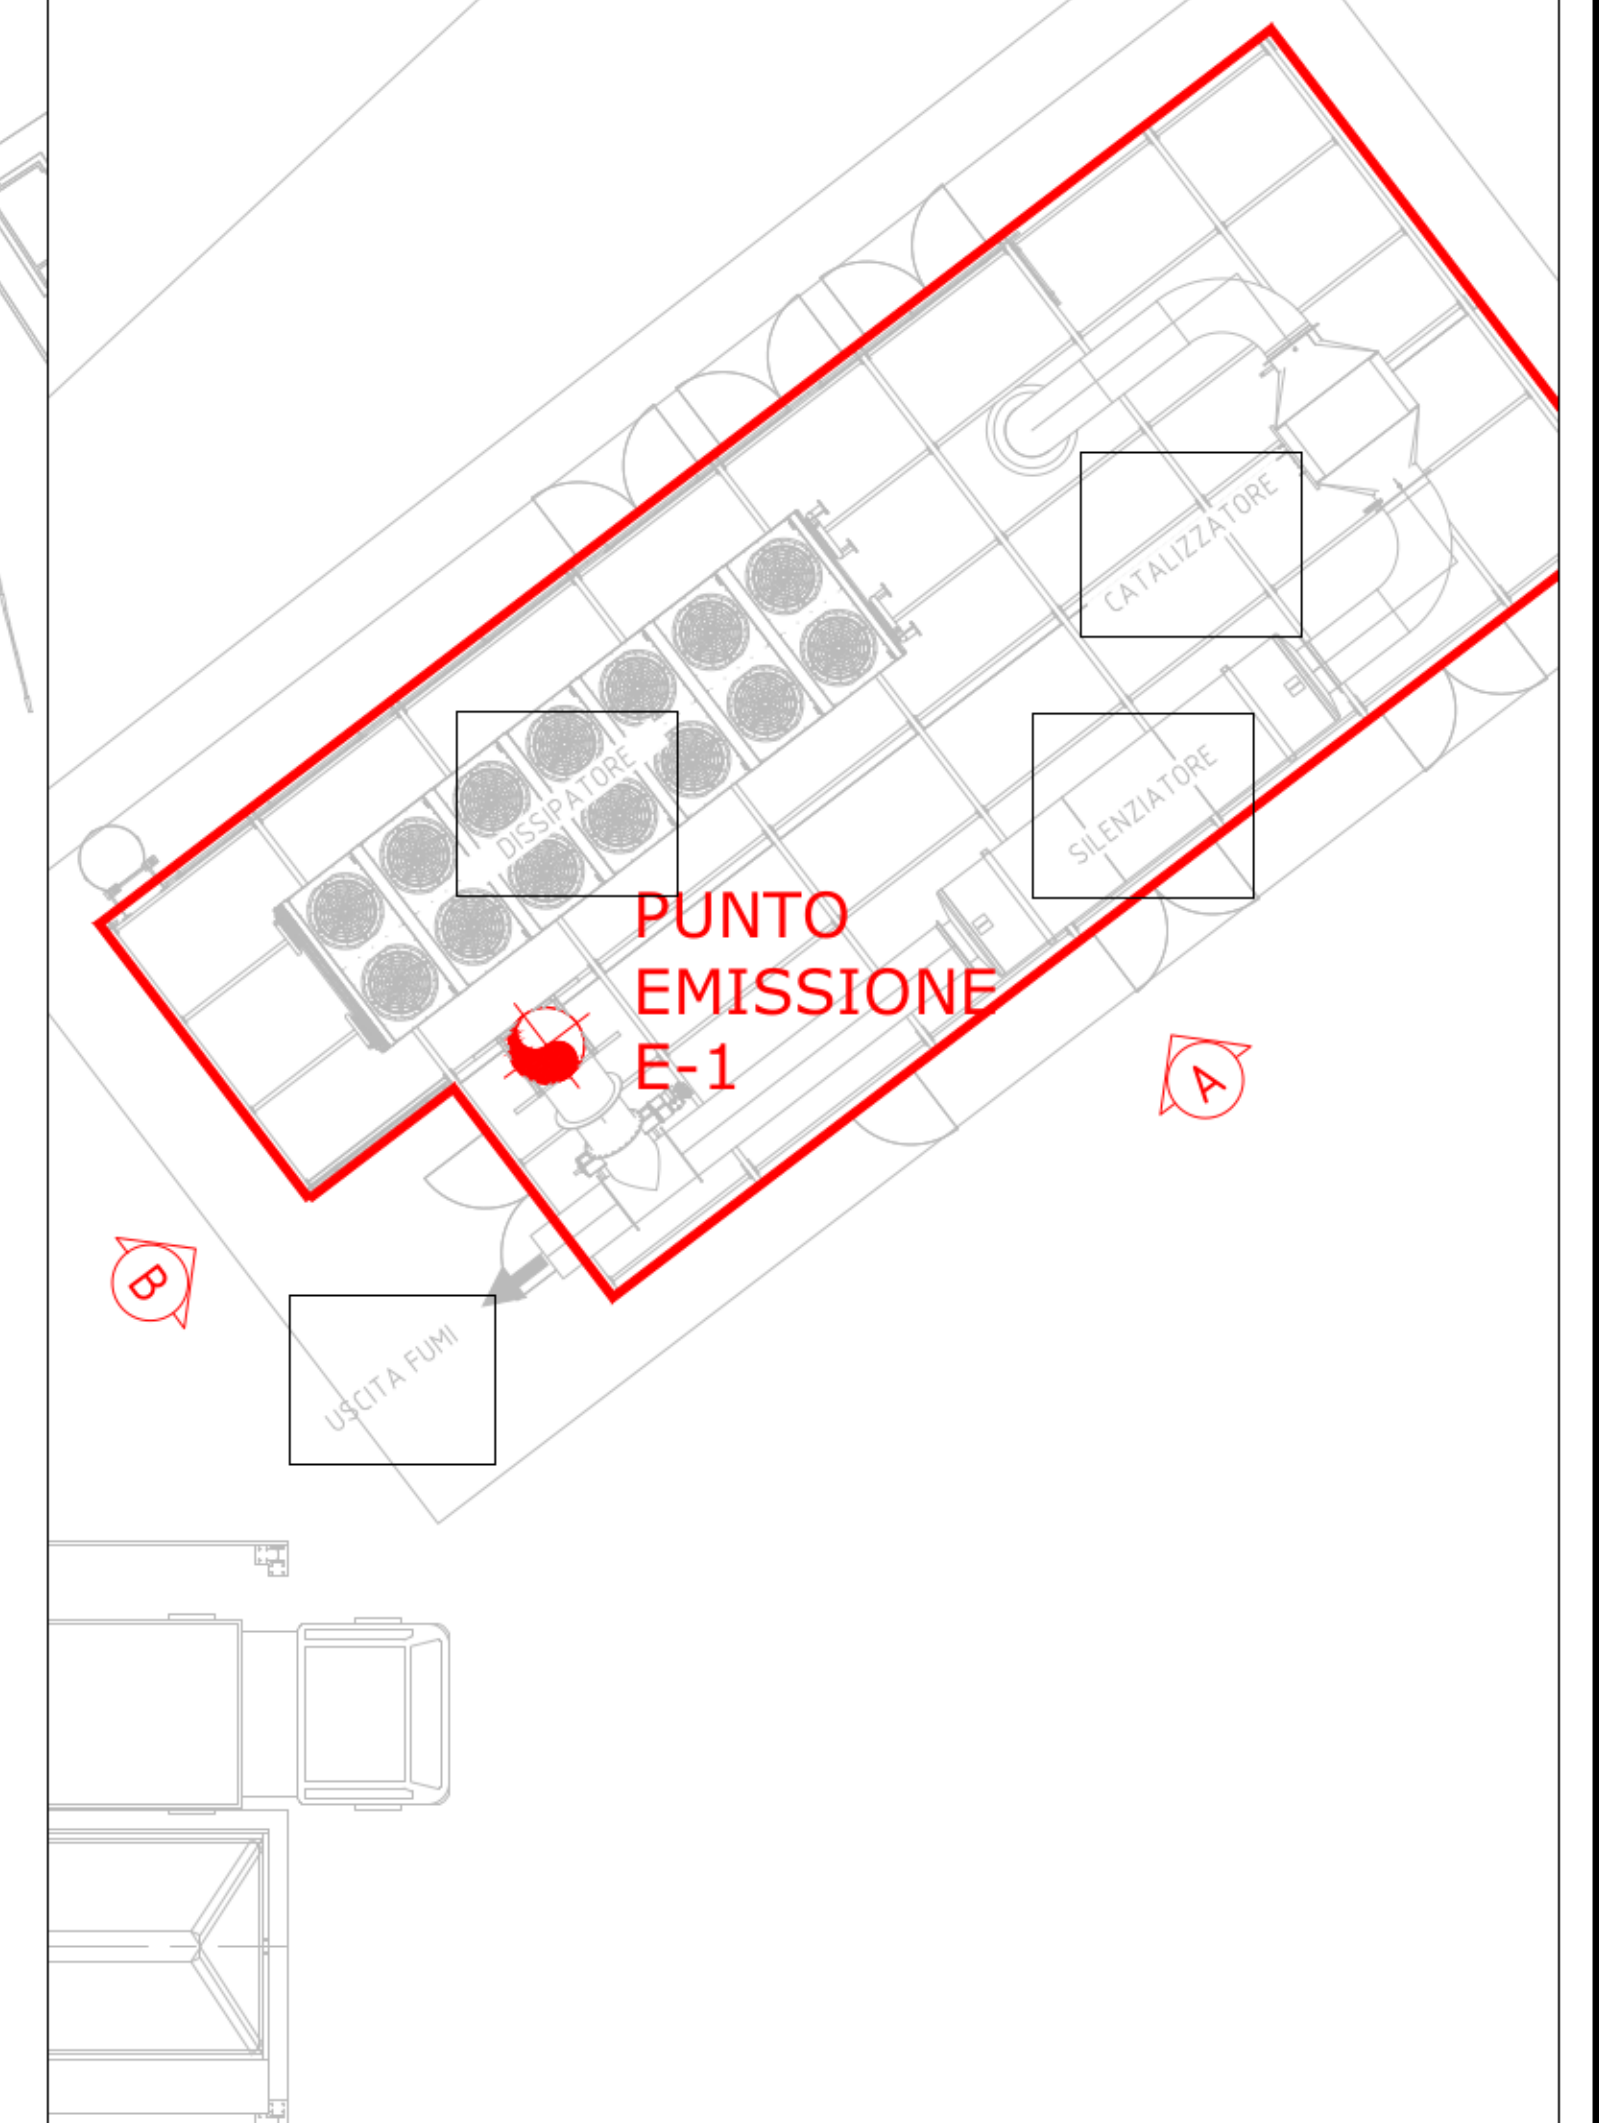 CATALIZZATORE
DISSIPATORE
SILENZIATORE
PUNTO
EMISSIONE
E-1
A
B
USCITA FUMI